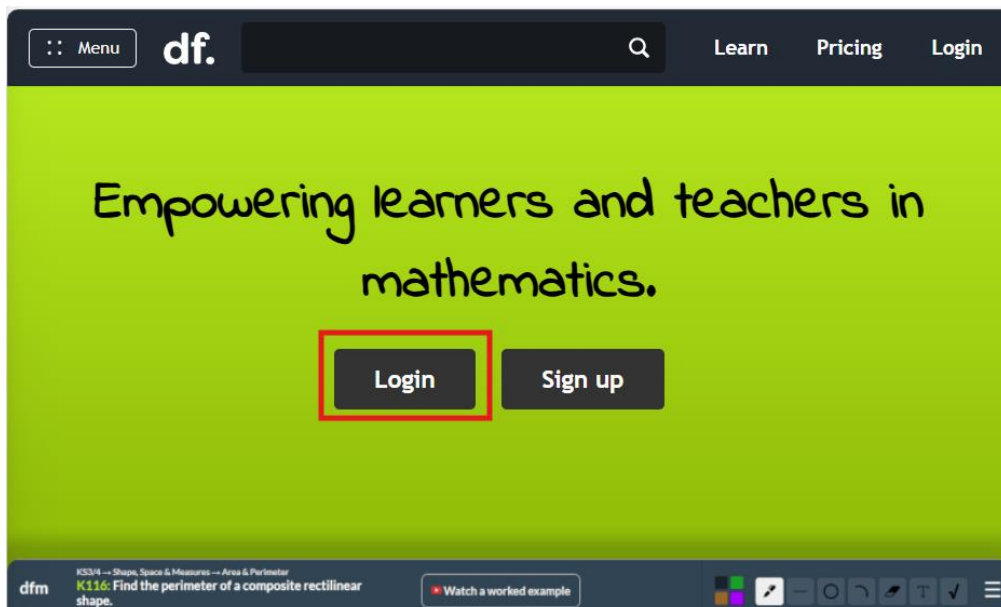 Menu df. Learn Pricing Login
Empowering learners and teachers in
mathematics.
Login Sign up
KS3/4 → Shape, Space & Measures → Area & Perimeter
dfm K116: Find the perimeter of a composite rectilinear
shape.
Watch a worked example T